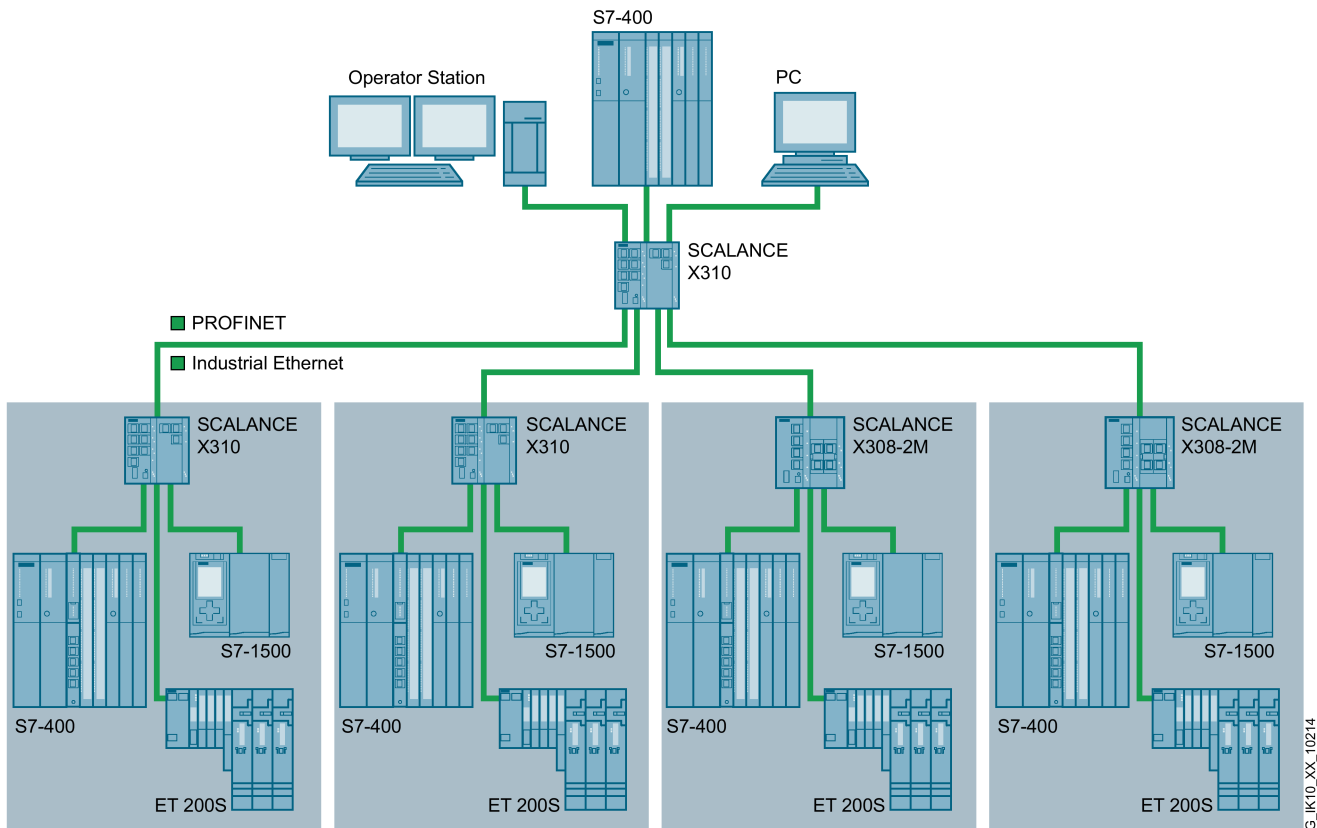 S7-400
Operator Station
PC
SCALANCE
X310
PROFINET
Industrial Ethernet
SCALANCE
X310
SCALANCE
X310
SCALANCE
X308-2M
SCALANCE
X308-2M
S7-1500
S7-1500
S7-1500
S7-1500
S7-400
S7-400
S7-400
S7-400
ET 200S
ET 200S
ET 200S
ET 200S
G_IK10_XX_10214